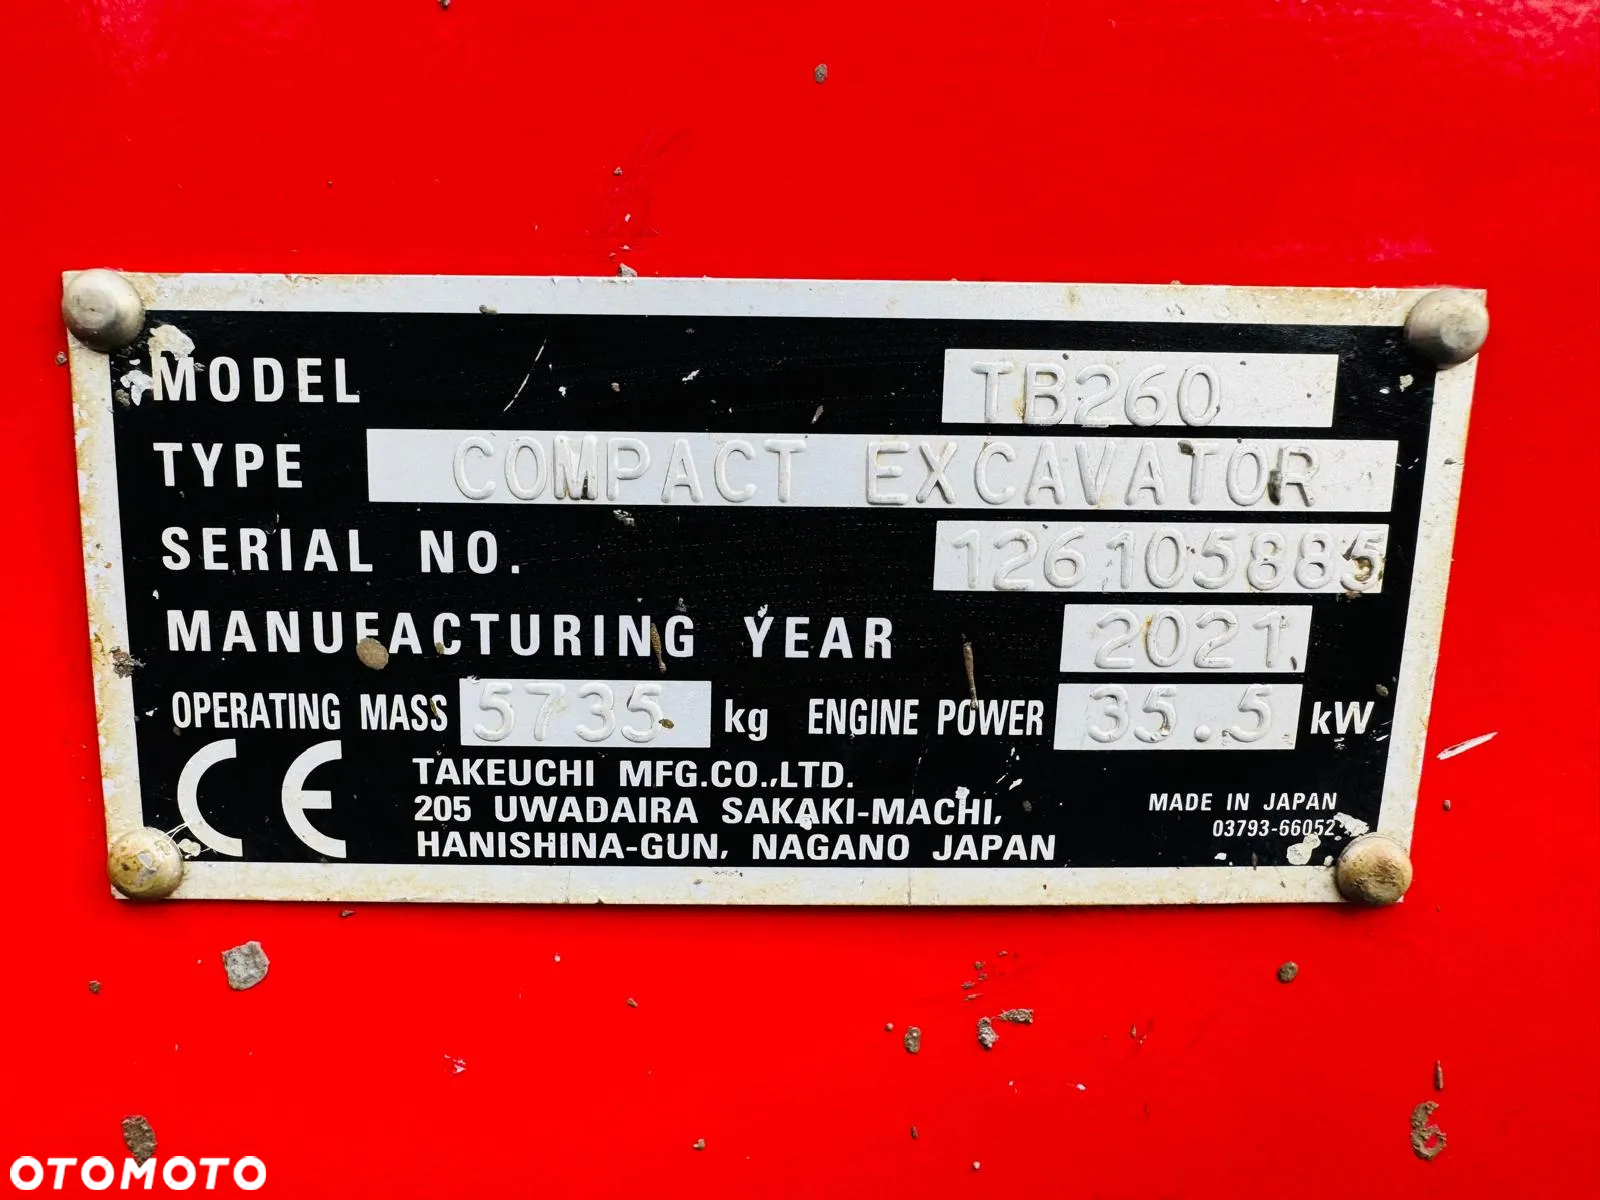 MODEL TB260
TYPE COMPACT EXCAVATOR
SERIAL NO. 126105885
MANUFACTURING YEAR 2021
OPERATING MASS 5735 kg ENGINE POWER 35.5 kW
CE
TAKEUCHI MFG.CO.,LTD.
205 UWADAIRA SAKAKI-MACHI,
HANISHINA-GUN, NAGANO JAPAN
MADE IN JAPAN
03793-66052
OTOMOTO